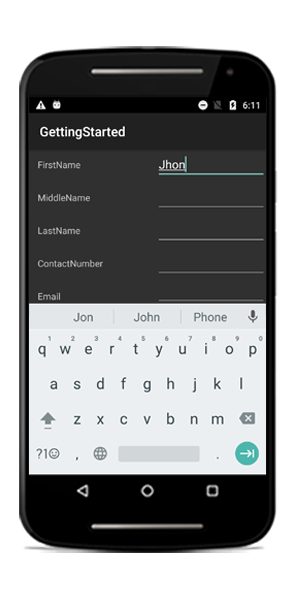 6:11
GettingStarted
FirstName Jhon
MiddleName
LastName
ContactNumber
Email
Jon John Phone
1 2 3 4 5 6 7 8 9 0
q w e r t y u i o p
a s d f g h j k l
z x c v b n m
?1☺ , .